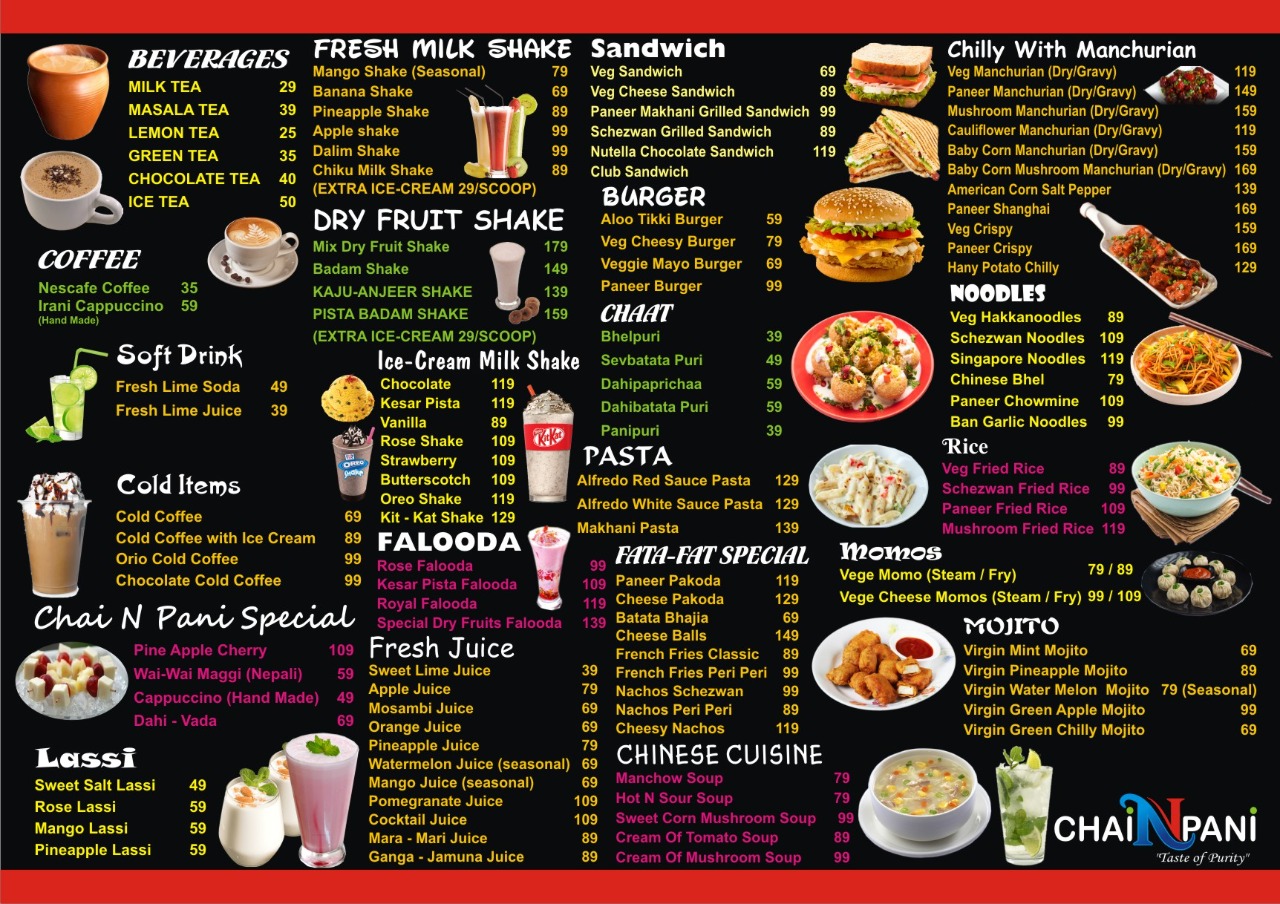 BEVERAGES
MILK TEA 29
MASALA TEA 39
LEMON TEA 25
GREEN TEA 35
CHOCOLATE TEA 40
ICE TEA 50
COFFEE
Nescafe Coffee 35
Irani Cappuccino 59
(Hand Made)
Soft Drink
Fresh Lime Soda 49
Fresh Lime Juice 39
Cold Items
Cold Coffee 69
Cold Coffee with Ice Cream 89
Orio Cold Coffee 99
Chocolate Cold Coffee 99
Chai N Pani Special
Pine Apple Cherry 109
Wai-Wai Maggi (Nepali) 59
Cappuccino (Hand Made) 49
Dahi - Vada 69
Lassi
Sweet Salt Lassi 49
Rose Lassi 59
Mango Lassi 59
Pineapple Lassi 59
FRESH MILK SHAKE
Mango Shake (Seasonal) 79
Banana Shake 69
Pineapple Shake 89
Apple shake 99
Dalim Shake 99
Chiku Milk Shake 89
(EXTRA ICE-CREAM 29/SCOOP)
DRY FRUIT SHAKE
Mix Dry Fruit Shake 179
Badam Shake 149
KAJU-ANJEER SHAKE 139
PISTA BADAM SHAKE 159
(EXTRA ICE-CREAM 29/SCOOP)
Ice-Cream Milk Shake
Chocolate 119
Kesar Pista 119
Vanilla 89
Rose Shake 109
Strawberry 109
Butterscotch 109
Oreo Shake 119
Kit - Kat Shake 129
OREO
KitKat
FALOODA
Rose Falooda 99
Kesar Pista Falooda 109
Royal Falooda 119
Special Dry Fruits Falooda 139
Fresh Juice
Sweet Lime Juice 39
Apple Juice 79
Mosambi Juice 69
Orange Juice 69
Pineapple Juice 79
Watermelon Juice (seasonal) 69
Mango Juice (seasonal) 69
Pomegranate Juice 109
Cocktail Juice 109
Mara - Mari Juice 89
Ganga - Jamuna Juice 89
Sandwich
Veg Sandwich 69
Veg Cheese Sandwich 89
Paneer Makhani Grilled Sandwich 99
Schezwan Grilled Sandwich 89
Nutella Chocolate Sandwich 119
Club Sandwich
BURGER
Aloo Tikki Burger 59
Veg Cheesy Burger 79
Veggie Mayo Burger 69
Paneer Burger 99
CHAAT
Bhelpuri 39
Sevbatata Puri 49
Dahipaprichaa 59
Dahibatata Puri 59
Panipuri 39
PASTA
Alfredo Red Sauce Pasta 129
Alfredo White Sauce Pasta 129
Makhani Pasta 139
FATA-FAT SPECIAL
Paneer Pakoda 119
Cheese Pakoda 129
Batata Bhajia 69
Cheese Balls 149
French Fries Classic 89
French Fries Peri Peri 99
Nachos Schezwan 99
Nachos Peri Peri 89
Cheesy Nachos 119
CHINESE CUISINE
Manchow Soup 79
Hot N Sour Soup 79
Sweet Corn Mushroom Soup 99
Cream Of Tomato Soup 89
Cream Of Mushroom Soup 99
Chilly With Manchurian
Veg Manchurian (Dry/Gravy) 119
Paneer Manchurian (Dry/Gravy) 149
Mushroom Manchurian (Dry/Gravy) 159
Cauliflower Manchurian (Dry/Gravy) 119
Baby Corn Manchurian (Dry/Gravy) 159
Baby Corn Mushroom Manchurian (Dry/Gravy) 169
American Corn Salt Pepper 139
Paneer Shanghai 169
Veg Crispy 159
Paneer Crispy 169
Hany Potato Chilly 129
NOODLES
Veg Hakkanoodles 89
Schezwan Noodles 109
Singapore Noodles 119
Chinese Bhel 79
Paneer Chowmine 109
Ban Garlic Noodles 99
Rice
Veg Fried Rice 89
Schezwan Fried Rice 99
Paneer Fried Rice 109
Mushroom Fried Rice 119
Momos
Vege Momo (Steam / Fry) 79 / 89
Vege Cheese Momos (Steam / Fry) 99 / 109
MOJITO
Virgin Mint Mojito 69
Virgin Pineapple Mojito 89
Virgin Water Melon Mojito 79 (Seasonal)
Virgin Green Apple Mojito 99
Virgin Green Chilly Mojito 69
CHAiNPANi
"Taste of Purity"